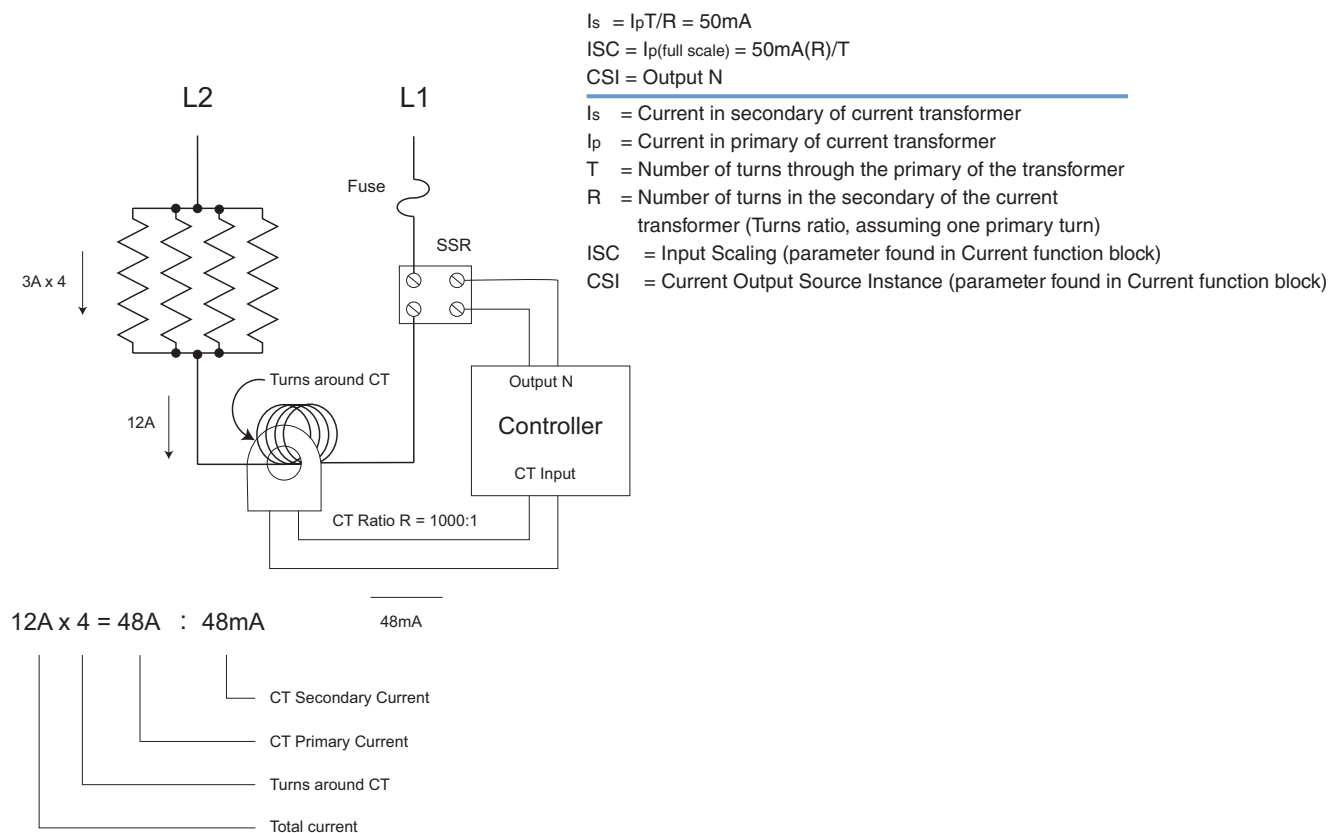 Is = IpT/R = 50mA
ISC = Ip(full scale) = 50mA(R)/T
CSI = Output N
Is = Current in secondary of current transformer
Ip = Current in primary of current transformer
T = Number of turns through the primary of the transformer
R = Number of turns in the secondary of the current
transformer (Turns ratio, assuming one primary turn)
ISC = Input Scaling (parameter found in Current function block)
CSI = Current Output Source Instance (parameter found in Current function block)
L2
L1
Fuse
SSR
3A x 4
Turns around CT
12A
Output N
Controller
CT Input
CT Ratio R = 1000:1
48mA
12A x 4 = 48A : 48mA
CT Secondary Current
CT Primary Current
Turns around CT
Total current